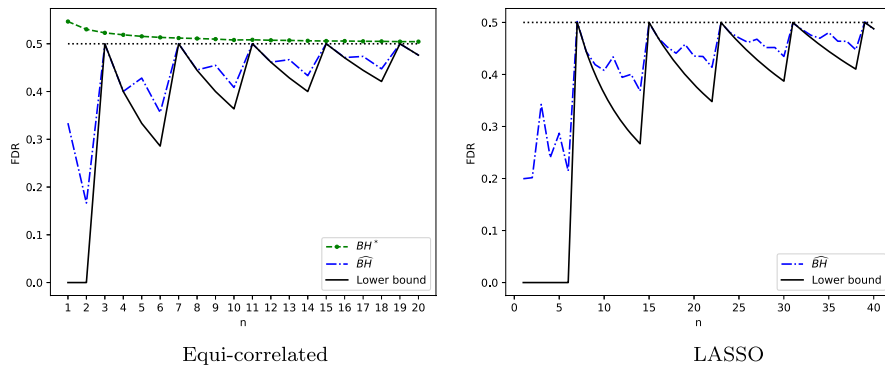 0.5
0.4
0.3
0.2
0.1
0.0
FDR
BH*
B̂H
Lower bound
1 2 3 4 5 6 7 8 9 10 11 12 13 14 15 16 17 18 19 20
n
Equi-correlated
0.5
0.4
0.3
0.2
0.1
0.0
FDR
B̂H
Lower bound
0 5 10 15 20 25 30 35 40
n
LASSO